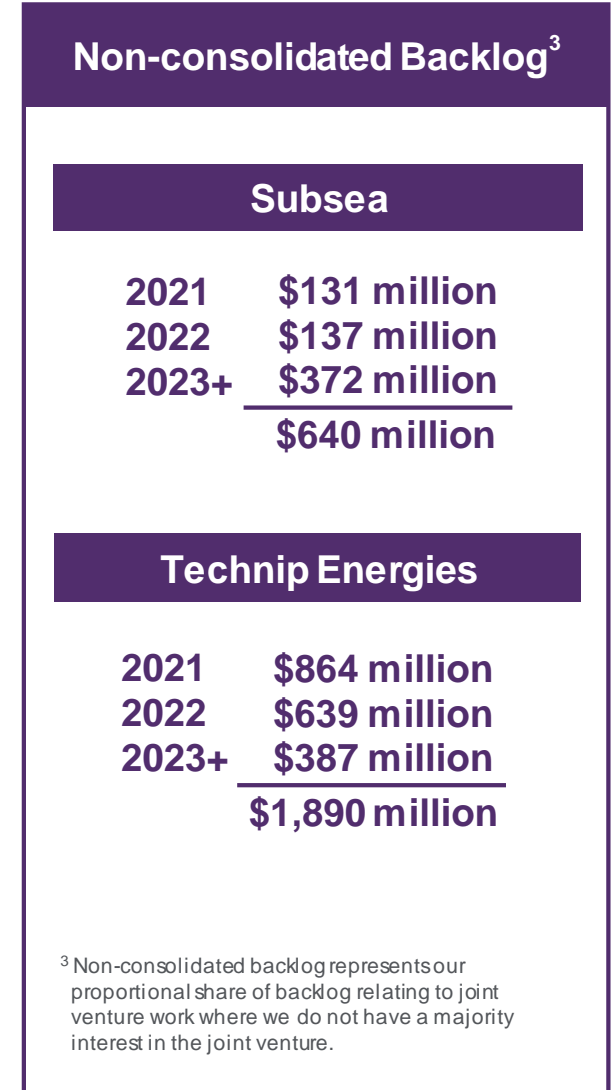 Non-consolidated Backlog3
Subsea
2021 $131 million
2022 $137 million
2023+ $372 million
$640 million
Technip Energies
2021 $864 million
2022 $639 million
2023+ $387 million
$1,890 million
3 Non-consolidated backlog represents our
proportional share of backlog relating to joint
venture work where we do not have a majority
interest in the joint venture.